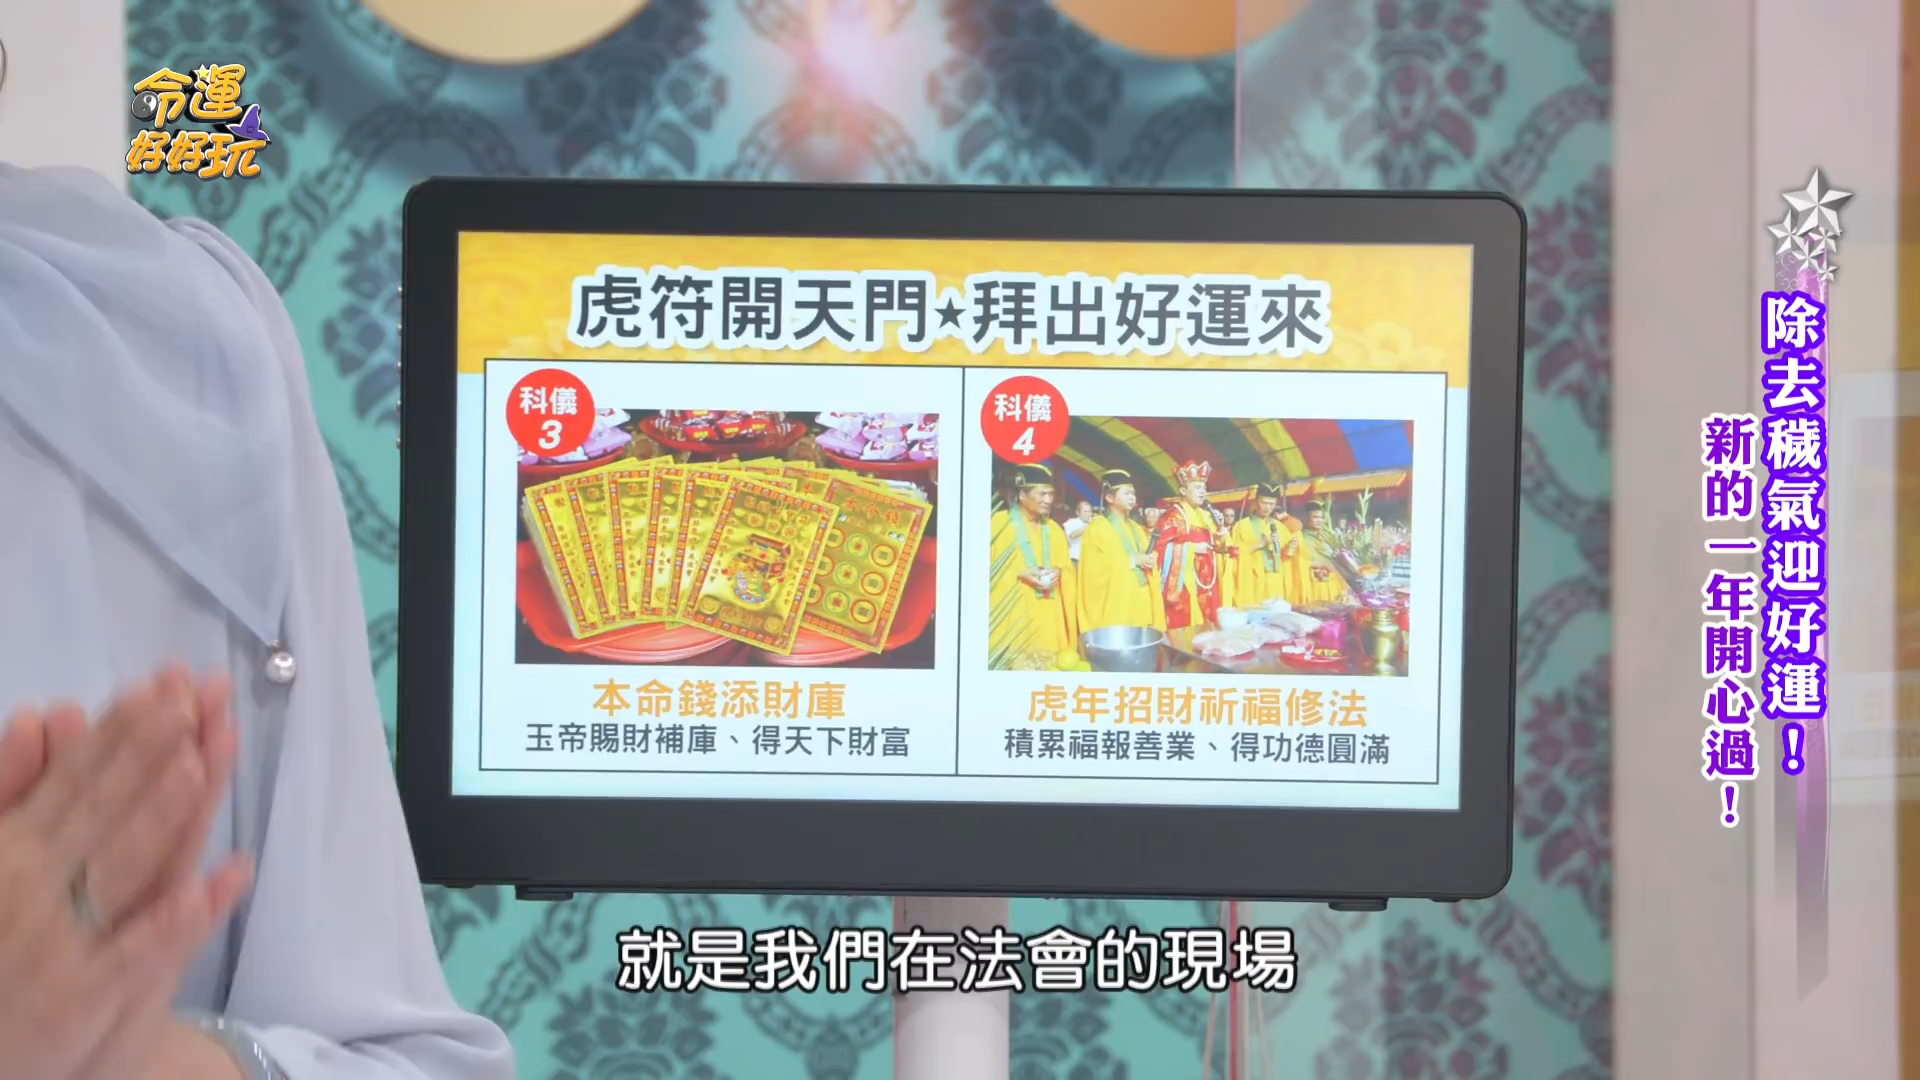 命運
好好玩
虎符開天門★拜出好運來
科儀
3
本命錢
本命錢添財庫
玉帝賜財補庫、得天下財富
科儀
4
虎年招財祈福修法
積累福報善業、得功德圓滿
除去穢氣迎好運！
新的一年開心過！
就是我們在法會的現場